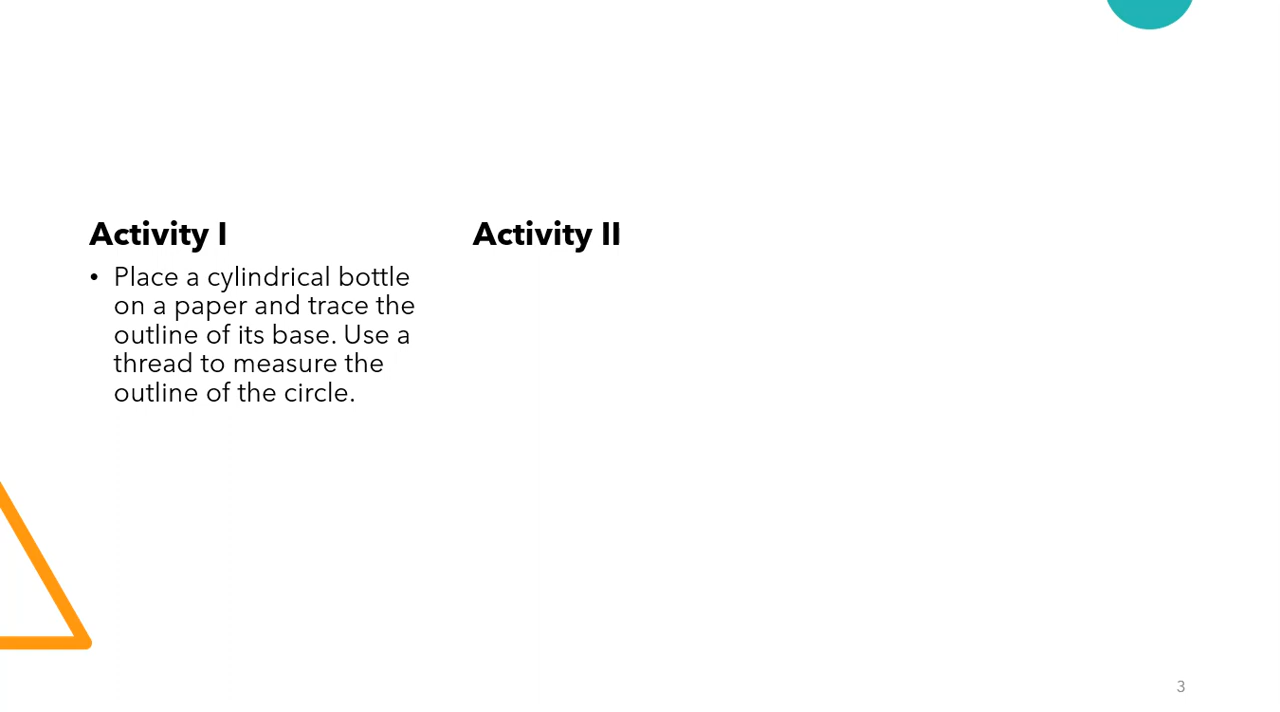 Activity I
• Place a cylindrical bottle
on a paper and trace the
outline of its base. Use a
thread to measure the
outline of the circle.
Activity II
3